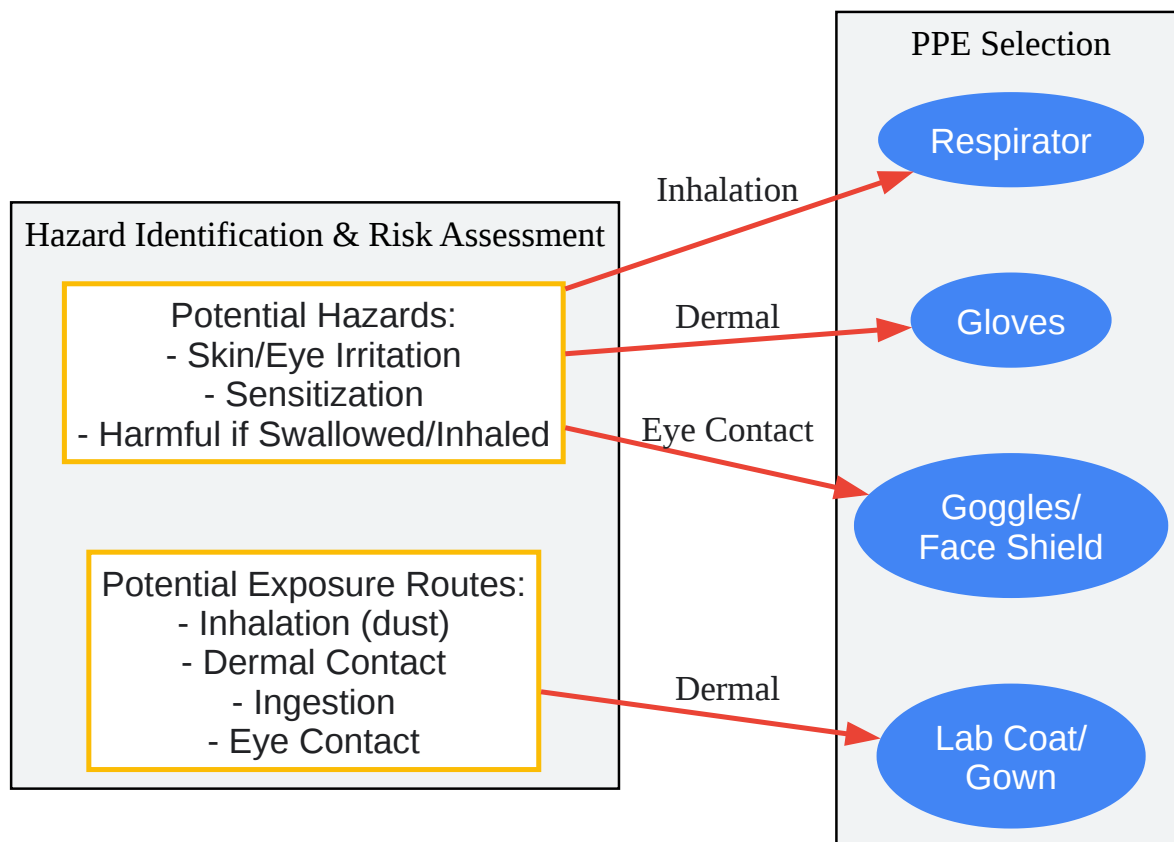 PPE Selection
Respirator
Inhalation
Hazard Identification & Risk Assessment
Potential Hazards:
- Skin/Eye Irritation
- Sensitization
- Harmful if Swallowed/Inhaled
Dermal
Gloves
Eye Contact
Goggles/
Face Shield
Potential Exposure Routes:
- Inhalation (dust)
- Dermal Contact
- Ingestion
- Eye Contact
Dermal
Lab Coat/
Gown